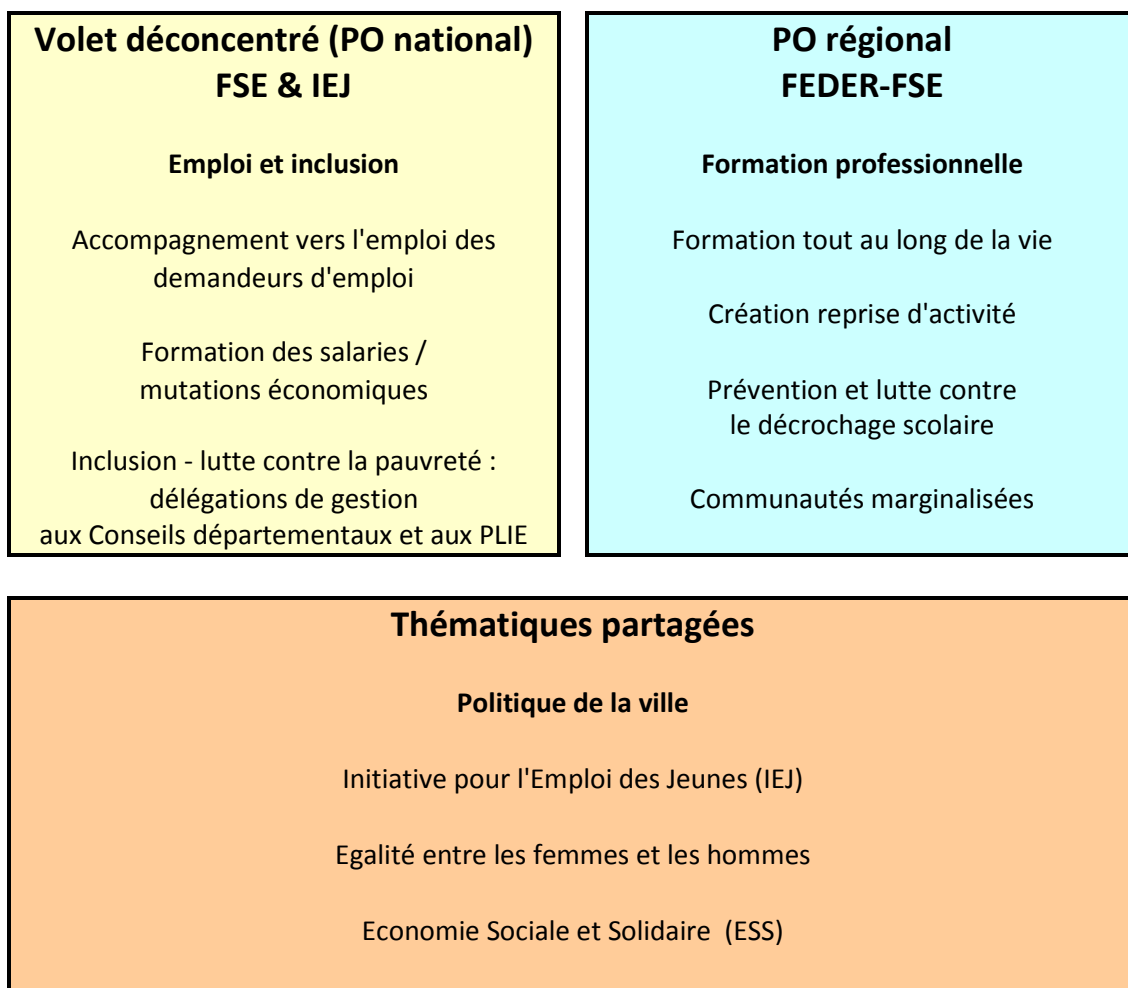 Volet déconcentré (PO national)
FSE & IEJ
Emploi et inclusion
Accompagnement vers l'emploi des
demandeurs d'emploi
Formation des salaries /
mutations économiques
Inclusion - lutte contre la pauvreté :
délégations de gestion
aux Conseils départementaux et aux PLIE
PO régional
FEDER-FSE
Formation professionnelle
Formation tout au long de la vie
Création reprise d'activité
Prévention et lutte contre
le décrochage scolaire
Communautés marginalisées
Thématiques partagées
Politique de la ville
Initiative pour l'Emploi des Jeunes (IEJ)
Egalité entre les femmes et les hommes
Economie Sociale et Solidaire (ESS)